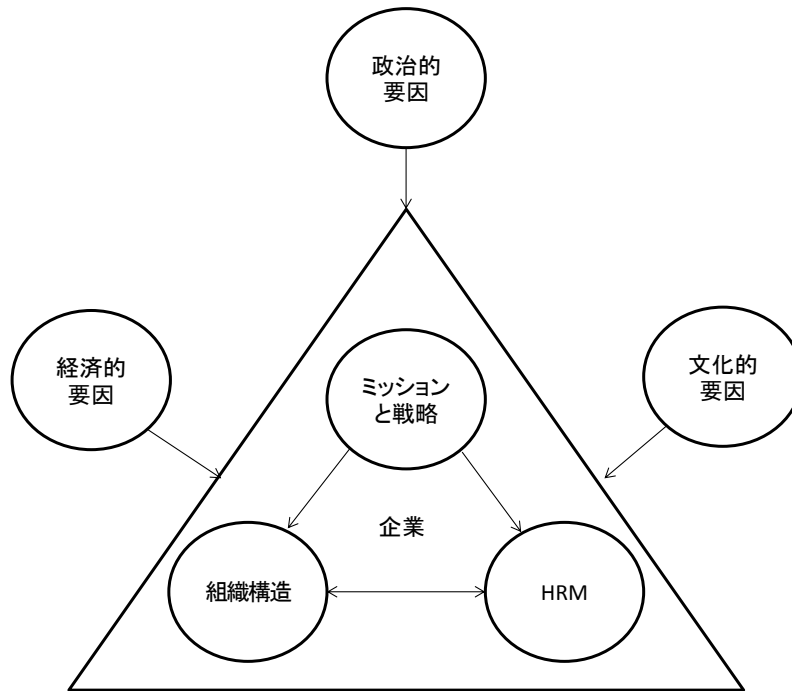 政治的
要因
経済的
要因
文化的
要因
ミッション
と戦略
企業
組織構造
HRM